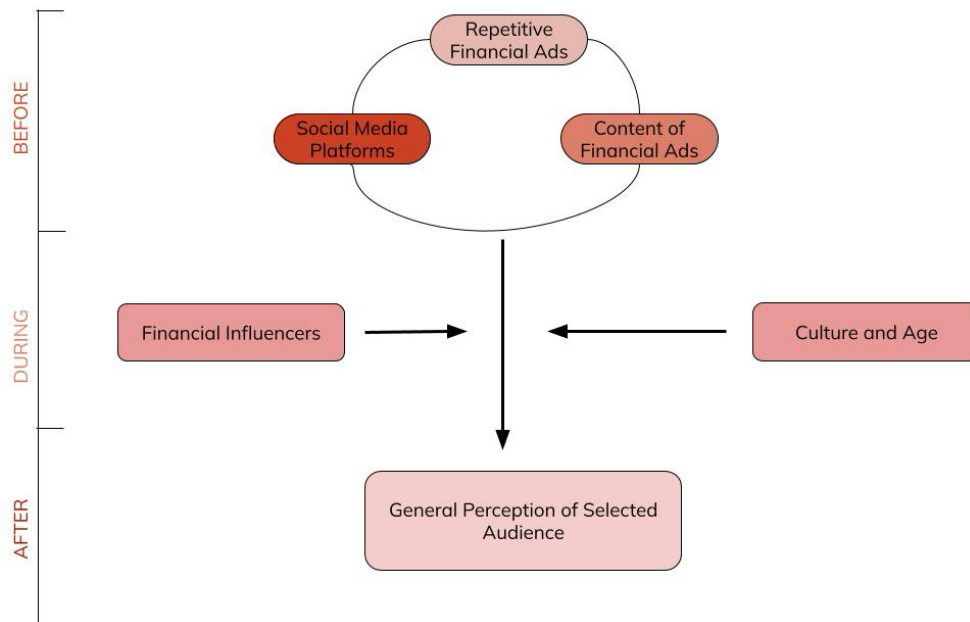 BEFORE
Repetitive
Financial Ads
Social Media
Platforms
Content of
Financial Ads
DURING
Financial Influencers
Culture and Age
AFTER
General Perception of Selected
Audience